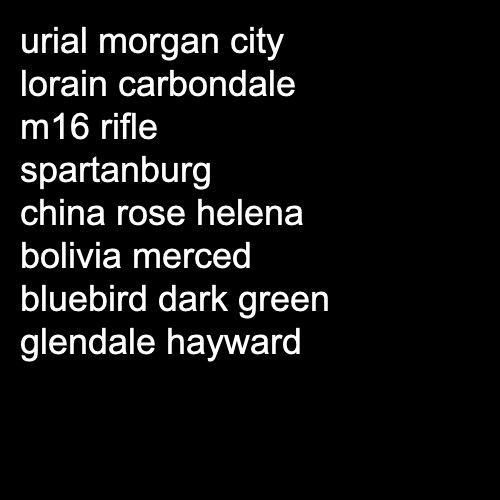 urial morgan city
lorain carbondale
m16 rifle
spartanburg
china rose helena
bolivia merced
bluebird dark green
glendale hayward